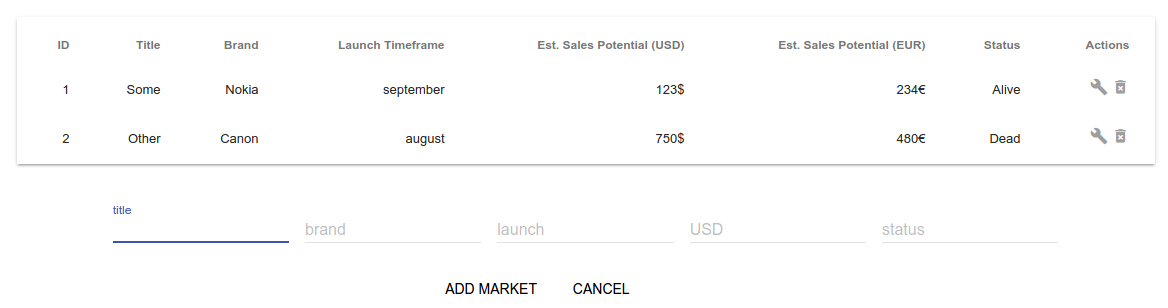 ID Title Brand Launch Timeframe Est. Sales Potential (USD) Est. Sales Potential (EUR) Status Actions
1 Some Nokia september 123$ 234€ Alive
2 Other Canon august 750$ 480€ Dead
title
brand launch USD status
ADD MARKET CANCEL